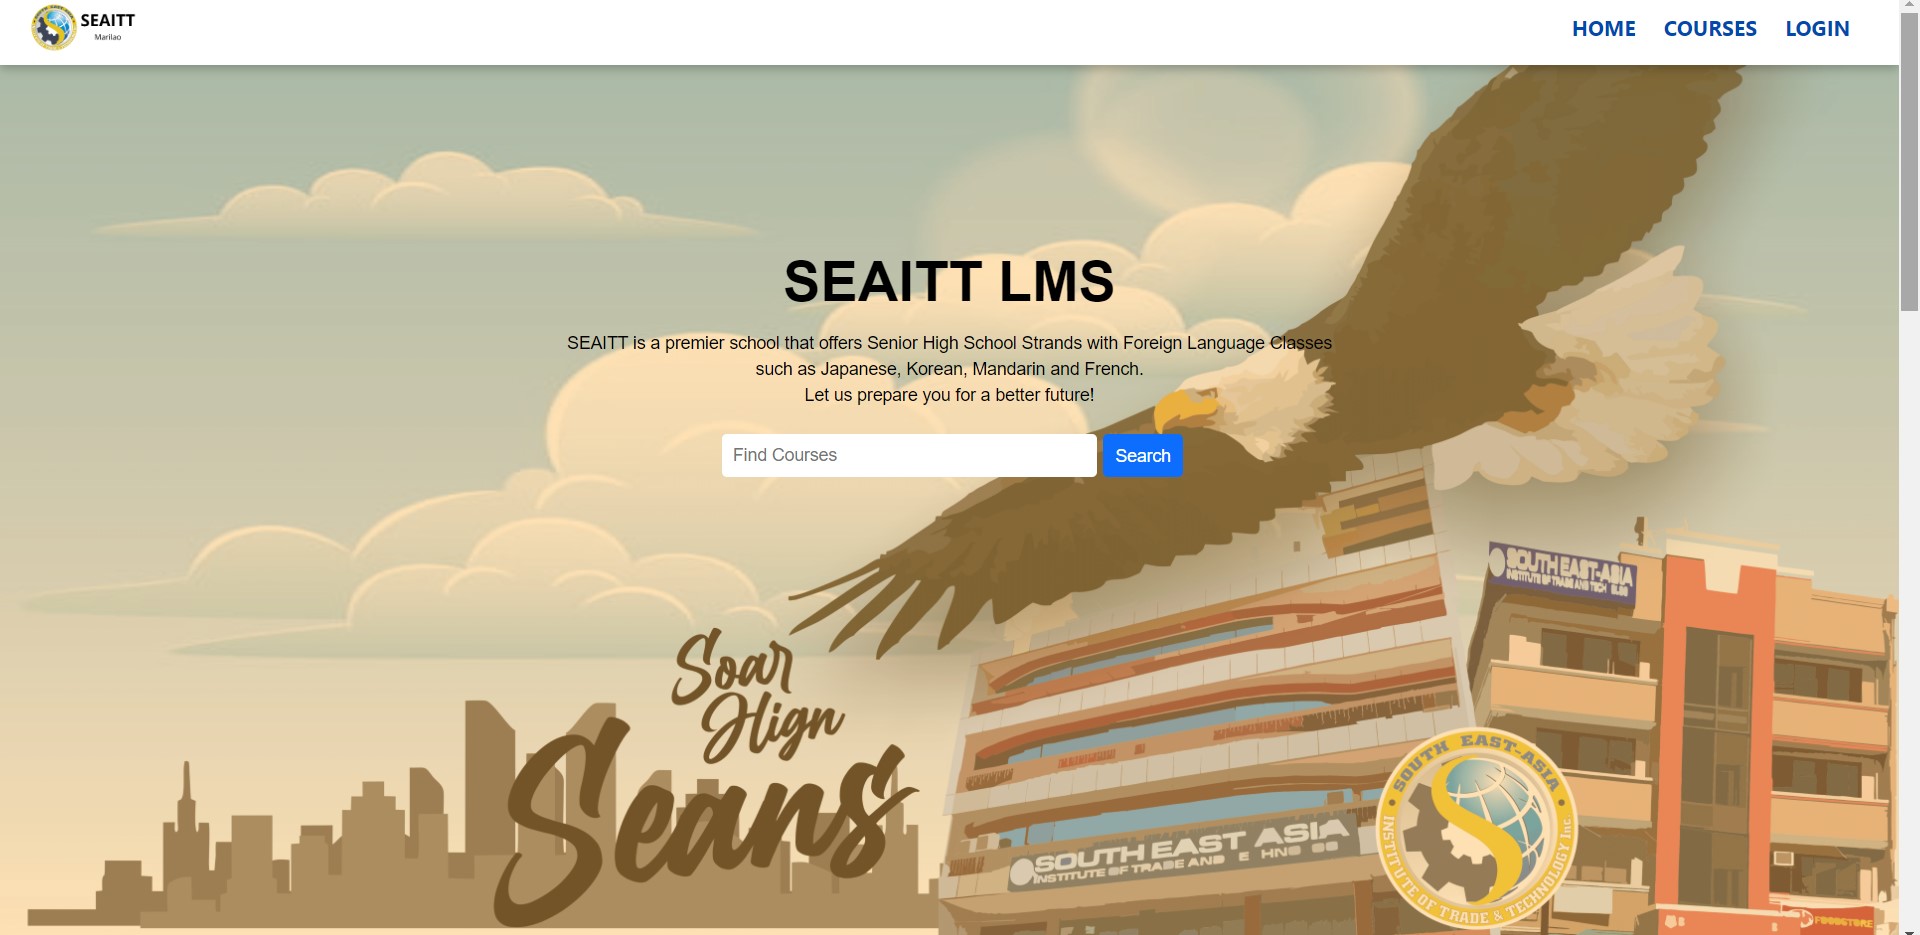 SEAITT
Marilao
HOME COURSES LOGIN
SEAITT LMS
SEAITT is a premier school that offers Senior High School Strands with Foreign Language Classes
such as Japanese, Korean, Mandarin and French.
Let us prepare you for a better future!
Find Courses Search
SOUTH EAST-ASIA
INSTITUTE OF TRADE AND TECH BLDG
Soar
Hign
Seans
SOUTH EAST ASIA
INSTITUTE OF TRADE AND
SOUTH EAST-ASIA
INSTITUTE OF TRADE & TECHNOLOGY Inc.
FOODSTORE